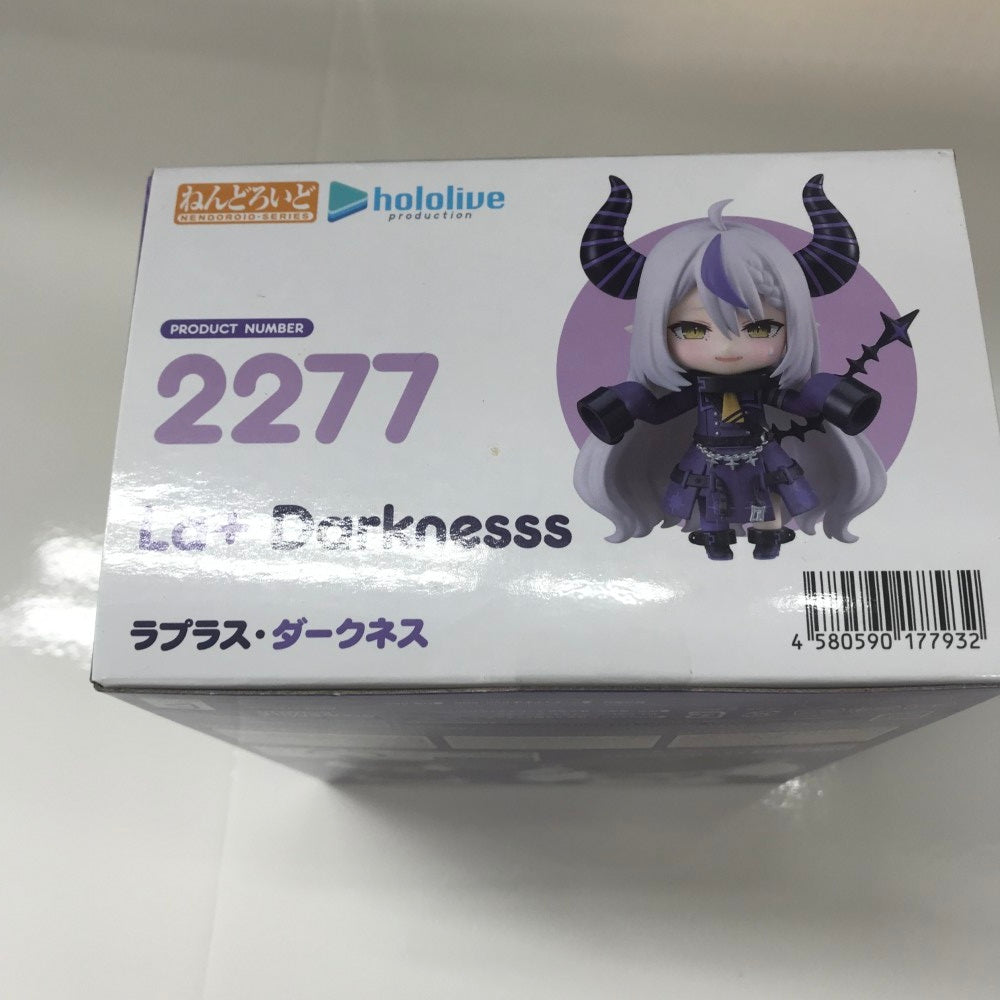 ねんどろいど
NENDOROID-SERIES
hololive
production
PRODUCT NUMBER
2277
La+ Darknesss
ラプラス・ダークネス
4 580590 177932